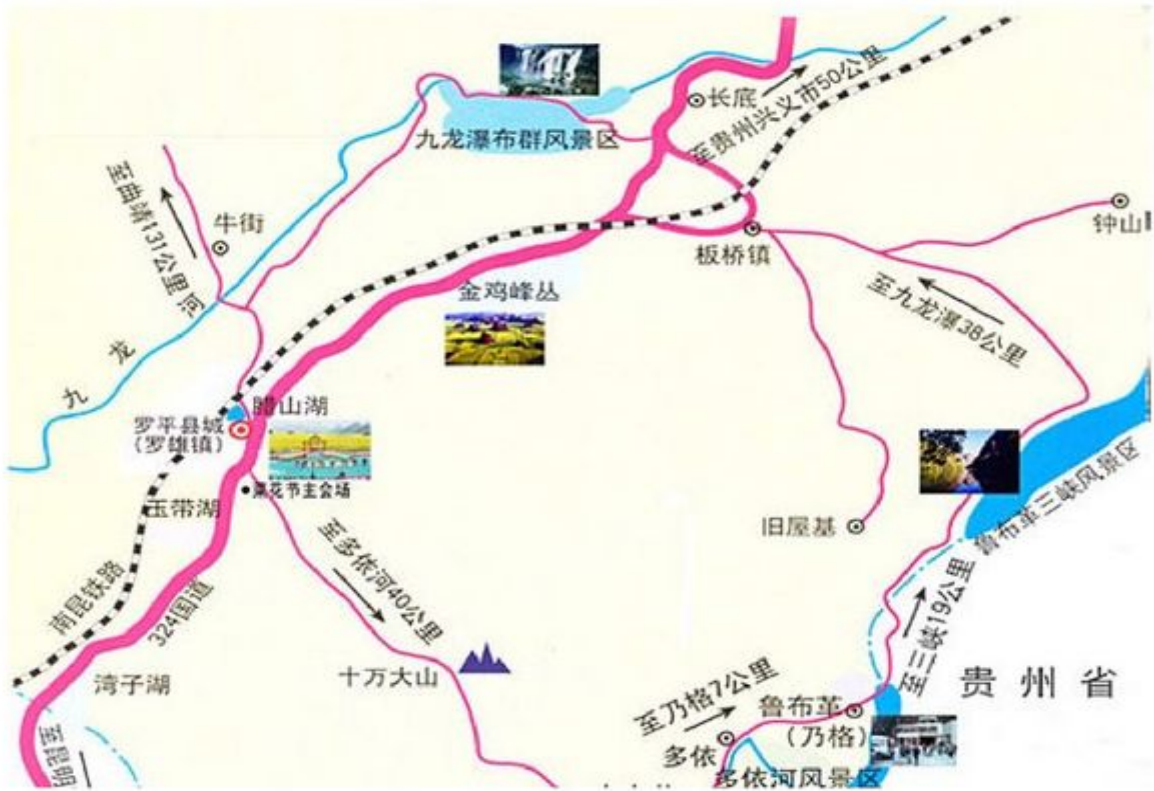 长底
至贵州兴义市50公里
九龙瀑布群风景区
至曲靖131公里
牛街
钟山
板桥镇
金鸡峰丛
至九龙瀑38公里
九龙河
腊山湖
罗平县城
(罗雄镇)
菜花节主会场
玉带湖
至多依河40公里
旧屋基
鲁布革三峡风景区
南昆铁路
324国道
至三峡19公里
湾子湖
十万大山
贵州省
至乃格7公里
鲁布革
(乃格)
多依
多依河风景区
至昆明